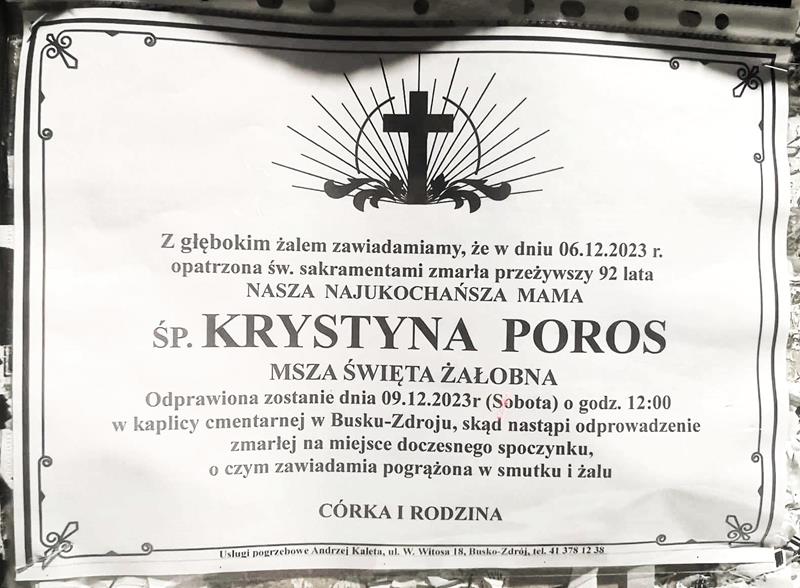 Z głębokim żalem zawiadamiamy, że w dniu 06.12.2023 r.
opatrzona św. sakramentami zmarła przeżywszy 92 lata
NASZA NAJUKOCHAŃSZA MAMA
ŚP. KRYSTYNA POROS
MSZA ŚWIĘTA ŻAŁOBNA
Odprawiona zostanie dnia 09.12.2023r (Sobota) o godz. 12:00
w kaplicy cmentarnej w Busku-Zdroju, skąd nastąpi odprowadzenie
zmarłej na miejsce doczesnego spoczynku,
o czym zawiadamia pogrążona w smutku i żalu
CÓRKA I RODZINA
Usługi pogrzebowe Andrzej Kaleta, ul. W. Witosa 18, Busko-Zdrój, tel. 41 378 12 38